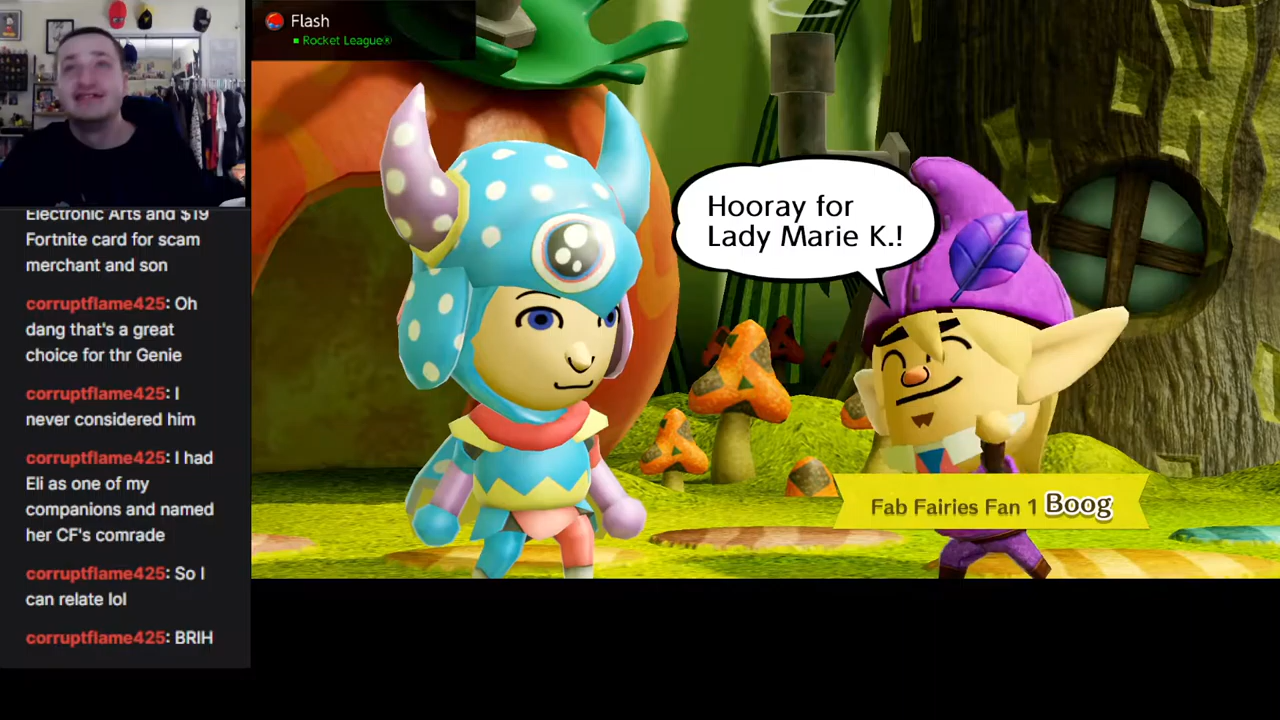 Flash
Rocket League®
Electronic Arts and $19
Fortnite card for scam
merchant and son
corruptflame425: Oh
dang that's a great
choice for thr Genie
corruptflame425: I
never considered him
corruptflame425: I had
Eli as one of my
companions and named
her CF's comrade
corruptflame425: So I
can relate lol
corruptflame425: BRIH
Hooray for
Lady Marie K.!
Fab Fairies Fan 1 Boog